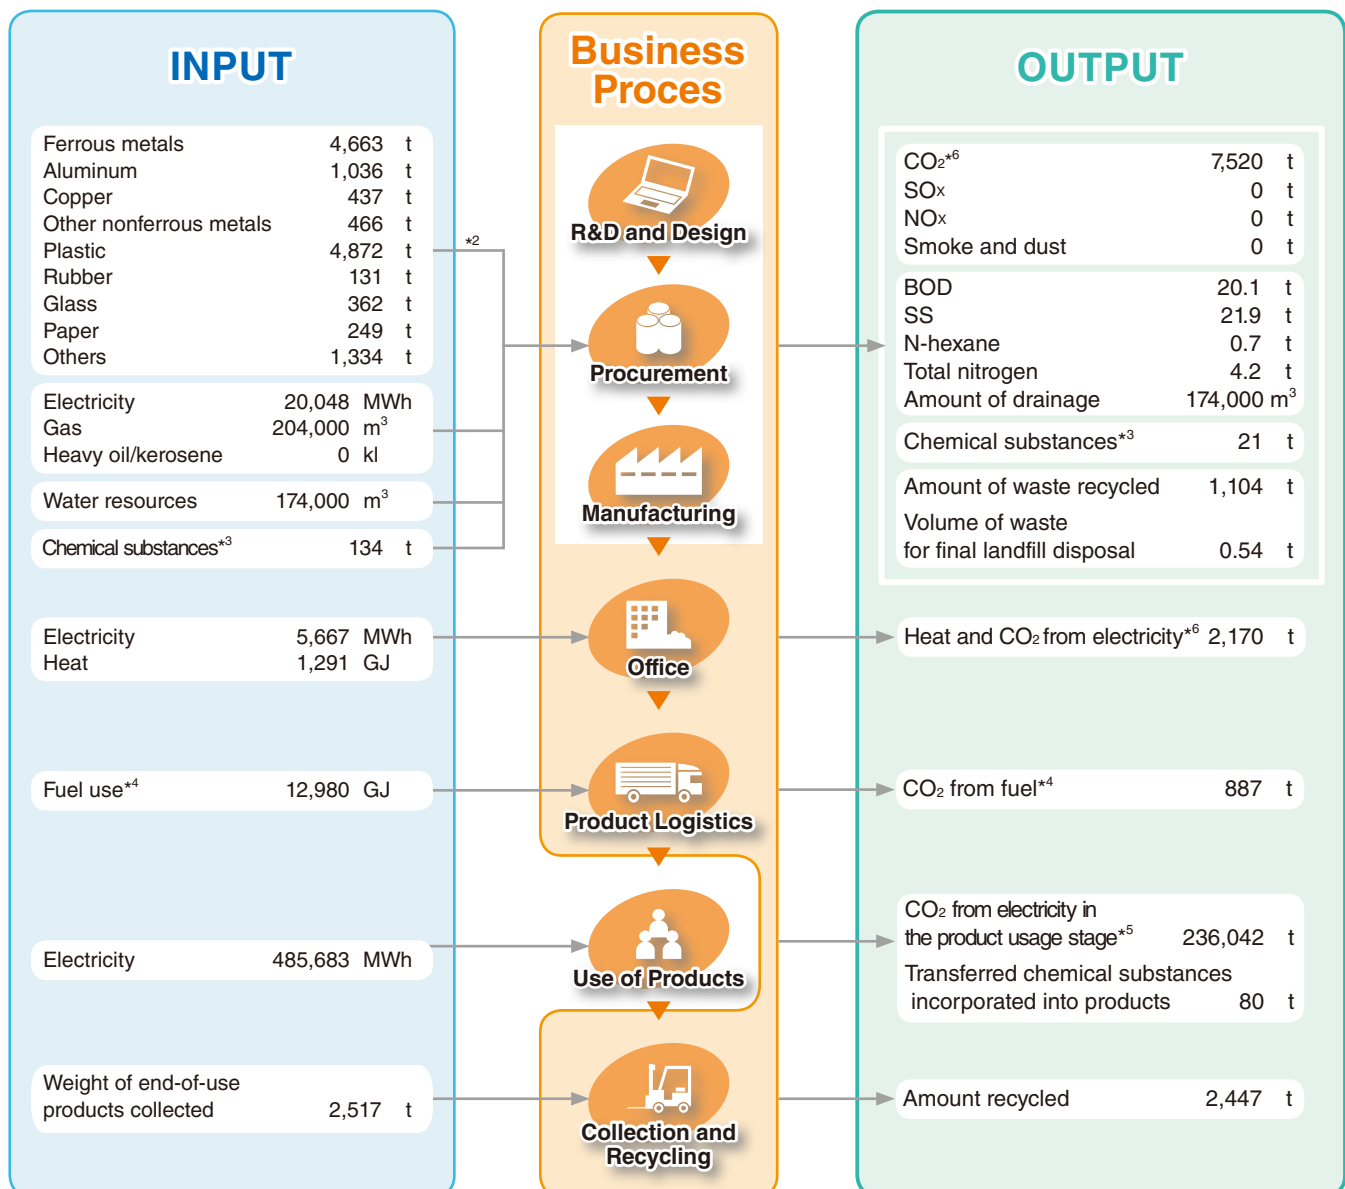 INPUT
Ferrous metals 4,663 t
Aluminum 1,036 t
Copper 437 t
Other nonferrous metals 466 t
Plastic 4,872 t
Rubber 131 t
Glass 362 t
Paper 249 t
Others 1,334 t
*2
Electricity 20,048 MWh
Gas 204,000 m³
Heavy oil/kerosene 0 kl
Water resources 174,000 m³
Chemical substances*3 134 t
Electricity 5,667 MWh
Heat 1,291 GJ
Fuel use*4 12,980 GJ
Electricity 485,683 MWh
Weight of end-of-use
products collected 2,517 t
Business
Proces
R&D and Design
Procurement
Manufacturing
Office
Product Logistics
Use of Products
Collection and
Recycling
OUTPUT
CO₂*6 7,520 t
SOx 0 t
NOx 0 t
Smoke and dust 0 t
BOD 20.1 t
SS 21.9 t
N-hexane 0.7 t
Total nitrogen 4.2 t
Amount of drainage 174,000 m³
Chemical substances*3 21 t
Amount of waste recycled 1,104 t
Volume of waste
for final landfill disposal 0.54 t
Heat and CO₂ from electricity*6 2,170 t
CO₂ from fuel*4 887 t
CO₂ from electricity in
the product usage stage*5 236,042 t
Transferred chemical substances
incorporated into products 80 t
Amount recycled 2,447 t